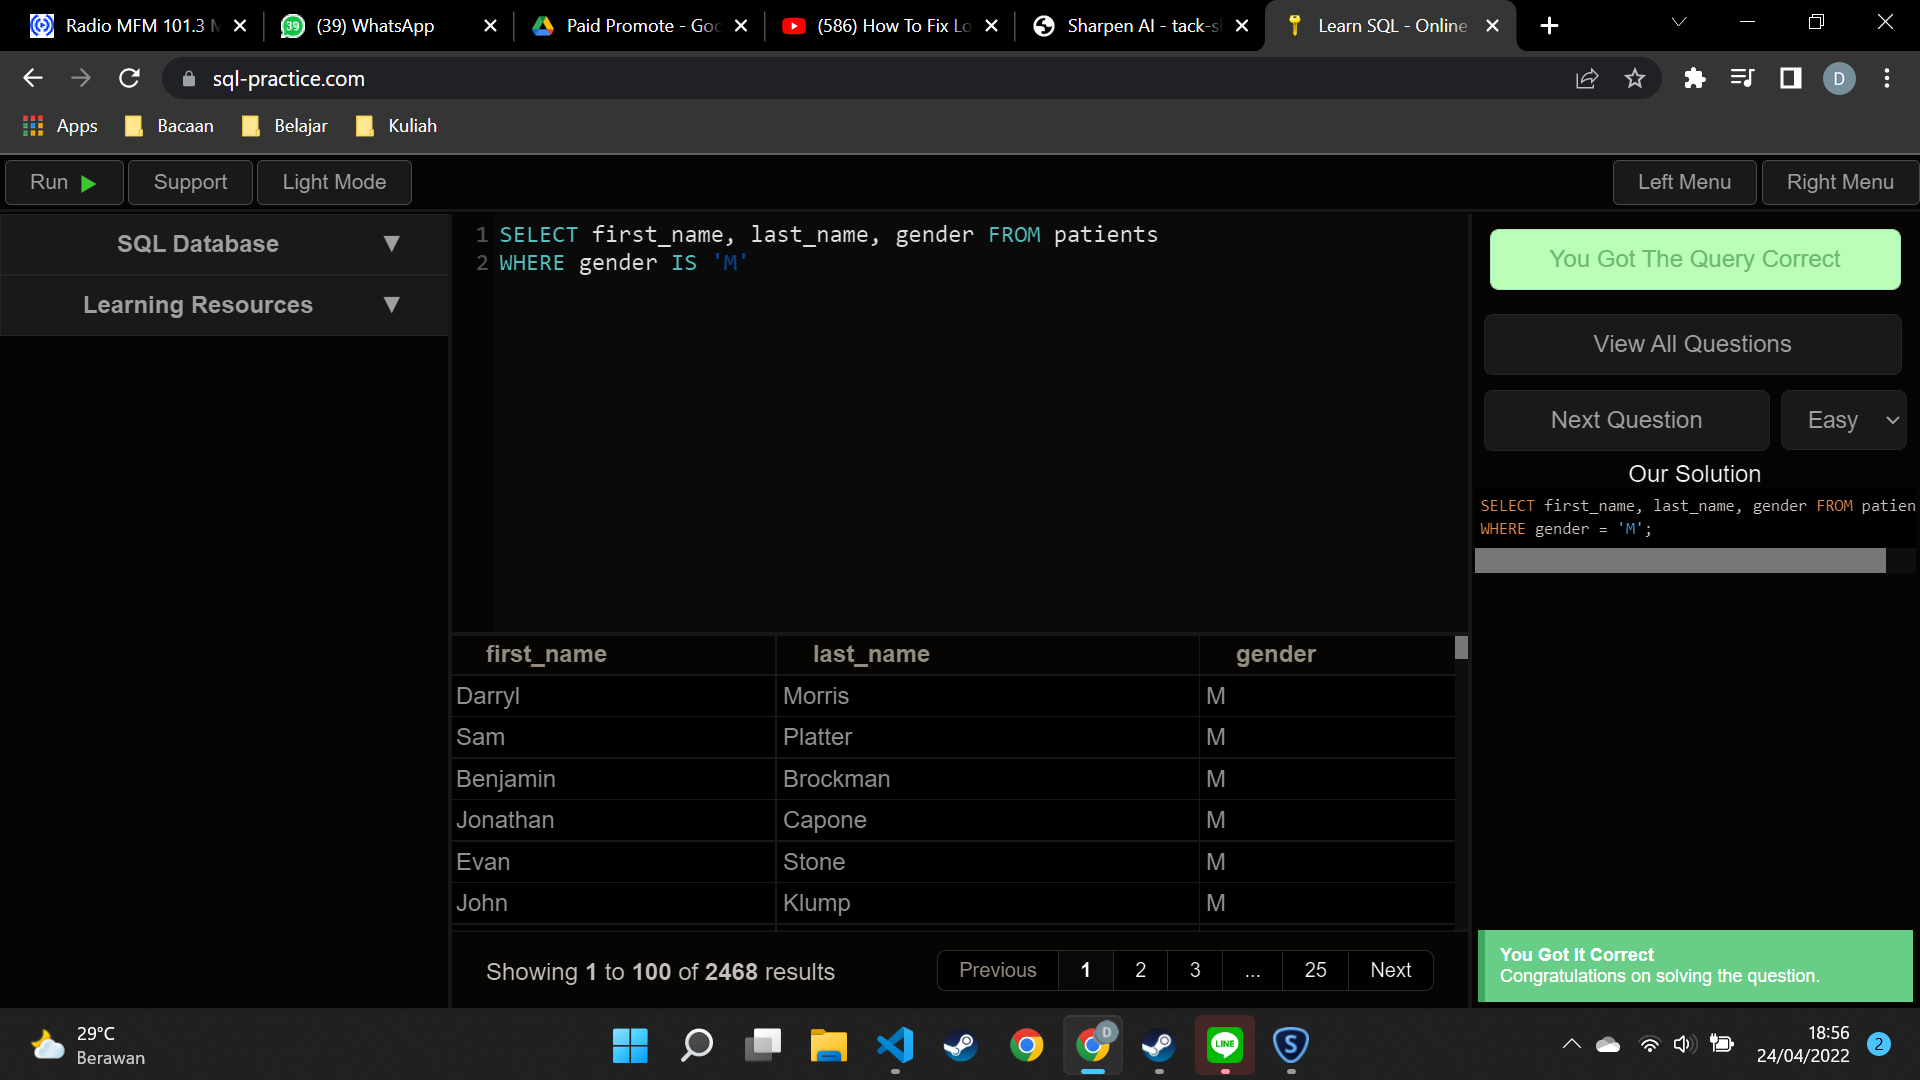 Radio MFM 101.3 M
(39) WhatsApp
Paid Promote - Goo
(586) How To Fix Lo
Sharpen AI - tack-sl
Learn SQL - Online
sql-practice.com
D
Apps
Bacaan
Belajar
Kuliah
Run
Support
Light Mode
Left Menu
Right Menu
SQL Database
Learning Resources
1 SELECT first_name, last_name, gender FROM patients
2 WHERE gender IS 'M'
You Got The Query Correct
View All Questions
Next Question
Easy
Our Solution
SELECT first_name, last_name, gender FROM patien
WHERE gender = 'M';
first_name last_name gender
Darryl Morris M
Sam Platter M
Benjamin Brockman M
Jonathan Capone M
Evan Stone M
John Klump M
Showing 1 to 100 of 2468 results
Previous 1 2 3 ... 25 Next
You Got It Correct
Congratulations on solving the question.
29°C
Berawan
D
LINE
S
18:56
24/04/2022
2